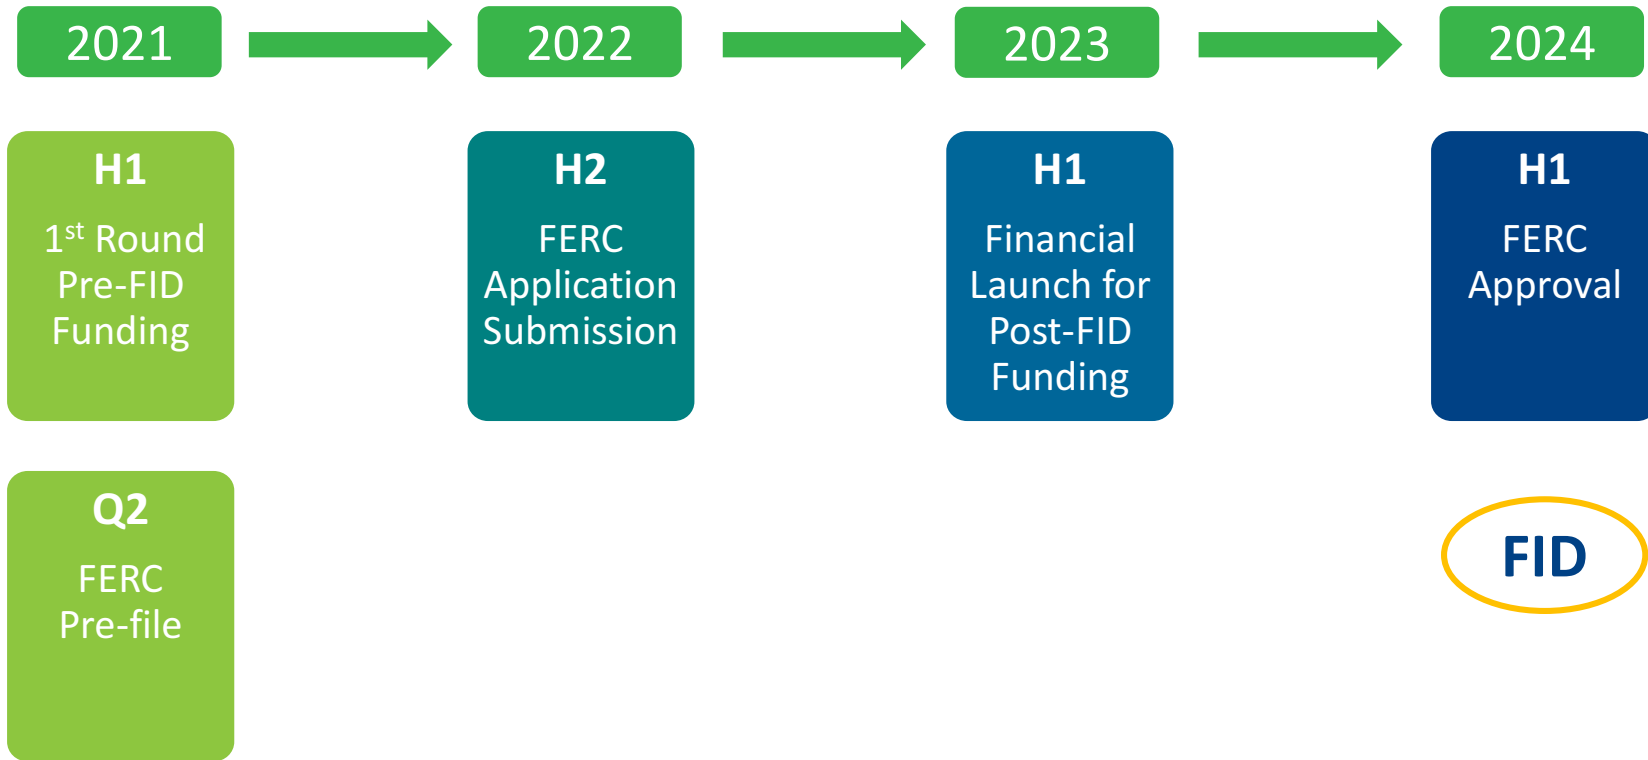 2021
2022
2023
2024
H1
1st Round
Pre-FID
Funding
H2
FERC
Application
Submission
H1
Financial
Launch for
Post-FID
Funding
H1
FERC
Approval
Q2
FERC
Pre-file
FID